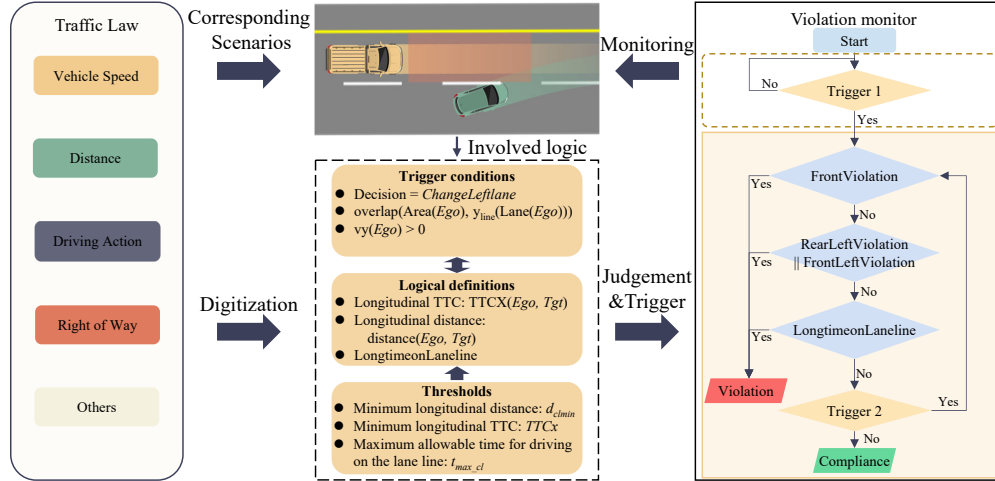 Traffic Law
Vehicle Speed
Distance
Driving Action
Right of Way
Others
Corresponding
Scenarios
Digitization
Involved logic
Trigger conditions
● Decision = ChangeLeftlane
● overlap(Area(Ego), yline(Lane(Ego)))
● vy(Ego) > 0
Logical definitions
● Longitudinal TTC: TTCX(Ego, Tgt)
● Longitudinal distance:
distance(Ego, Tgt)
● LongtimeonLaneline
Thresholds
● Minimum longitudinal distance: dclmin
● Minimum longitudinal TTC: TTCx
● Maximum allowable time for driving
on the lane line: tmax_cl
Monitoring
Judgement
&Trigger
Violation monitor
Start
Trigger 1
No
Yes
FrontViolation
Yes
No
RearLeftViolation
|| FrontLeftViolation
Yes
No
LongtimeonLaneline
Yes
No
Violation
Trigger 2
Yes
No
Compliance